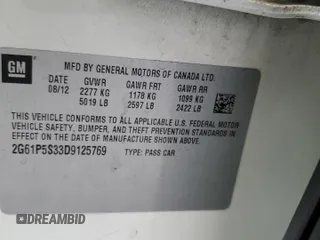 GM
MFD BY GENERAL MOTORS OF CANADA LTD.
DATE GVWR GAWR FRT GAWR RR
08/12 2277 KG 1178 KG 1099 KG
5019 LB 2597 LB 2422 LB
THIS VEHICLE CONFORMS TO ALL APPLICABLE U.S. FEDERAL MOTOR
VEHICLE SAFETY, BUMPER, AND THEFT PREVENTION STANDARDS IN
EFFECT ON THE DATE OF MANUFACTURE SHOWN ABOVE.
2G61P5S33D9125769 TYPE: PASS CAR
DREAMBID